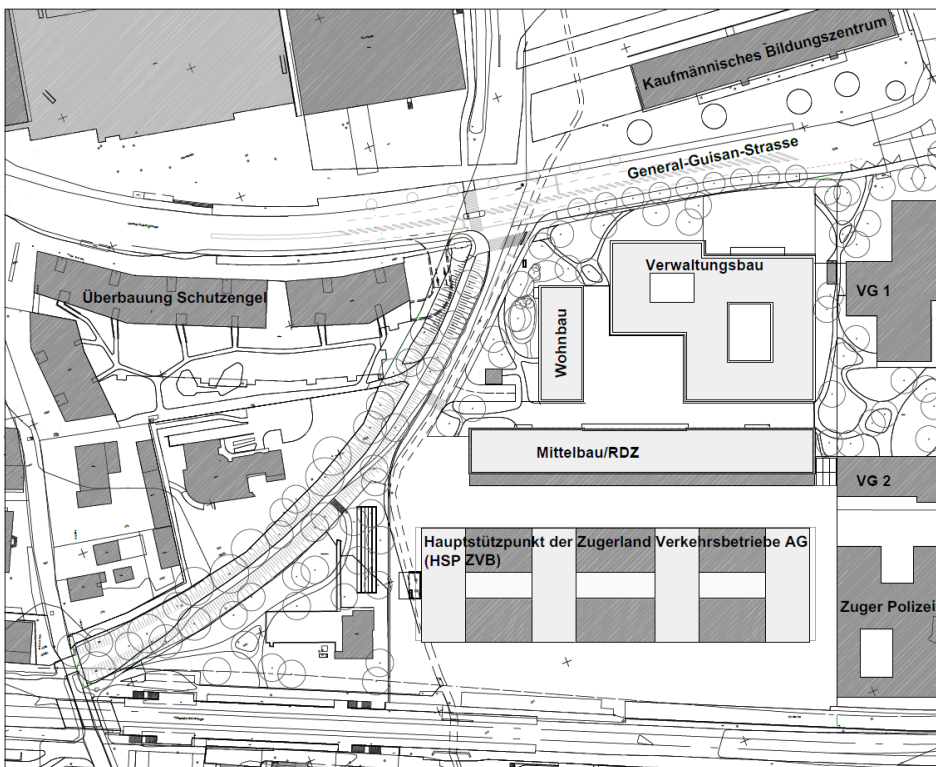 Kaufmännisches Bildungszentrum
General-Guisan-Strasse
Verwaltungsbau
VG 1
Überbauung Schutzengel
Wohnbau
Mittelbau/RDZ
VG 2
Hauptstützpunkt der Zugerland Verkehrsbetriebe AG
(HSP ZVB)
Zuger Polizei